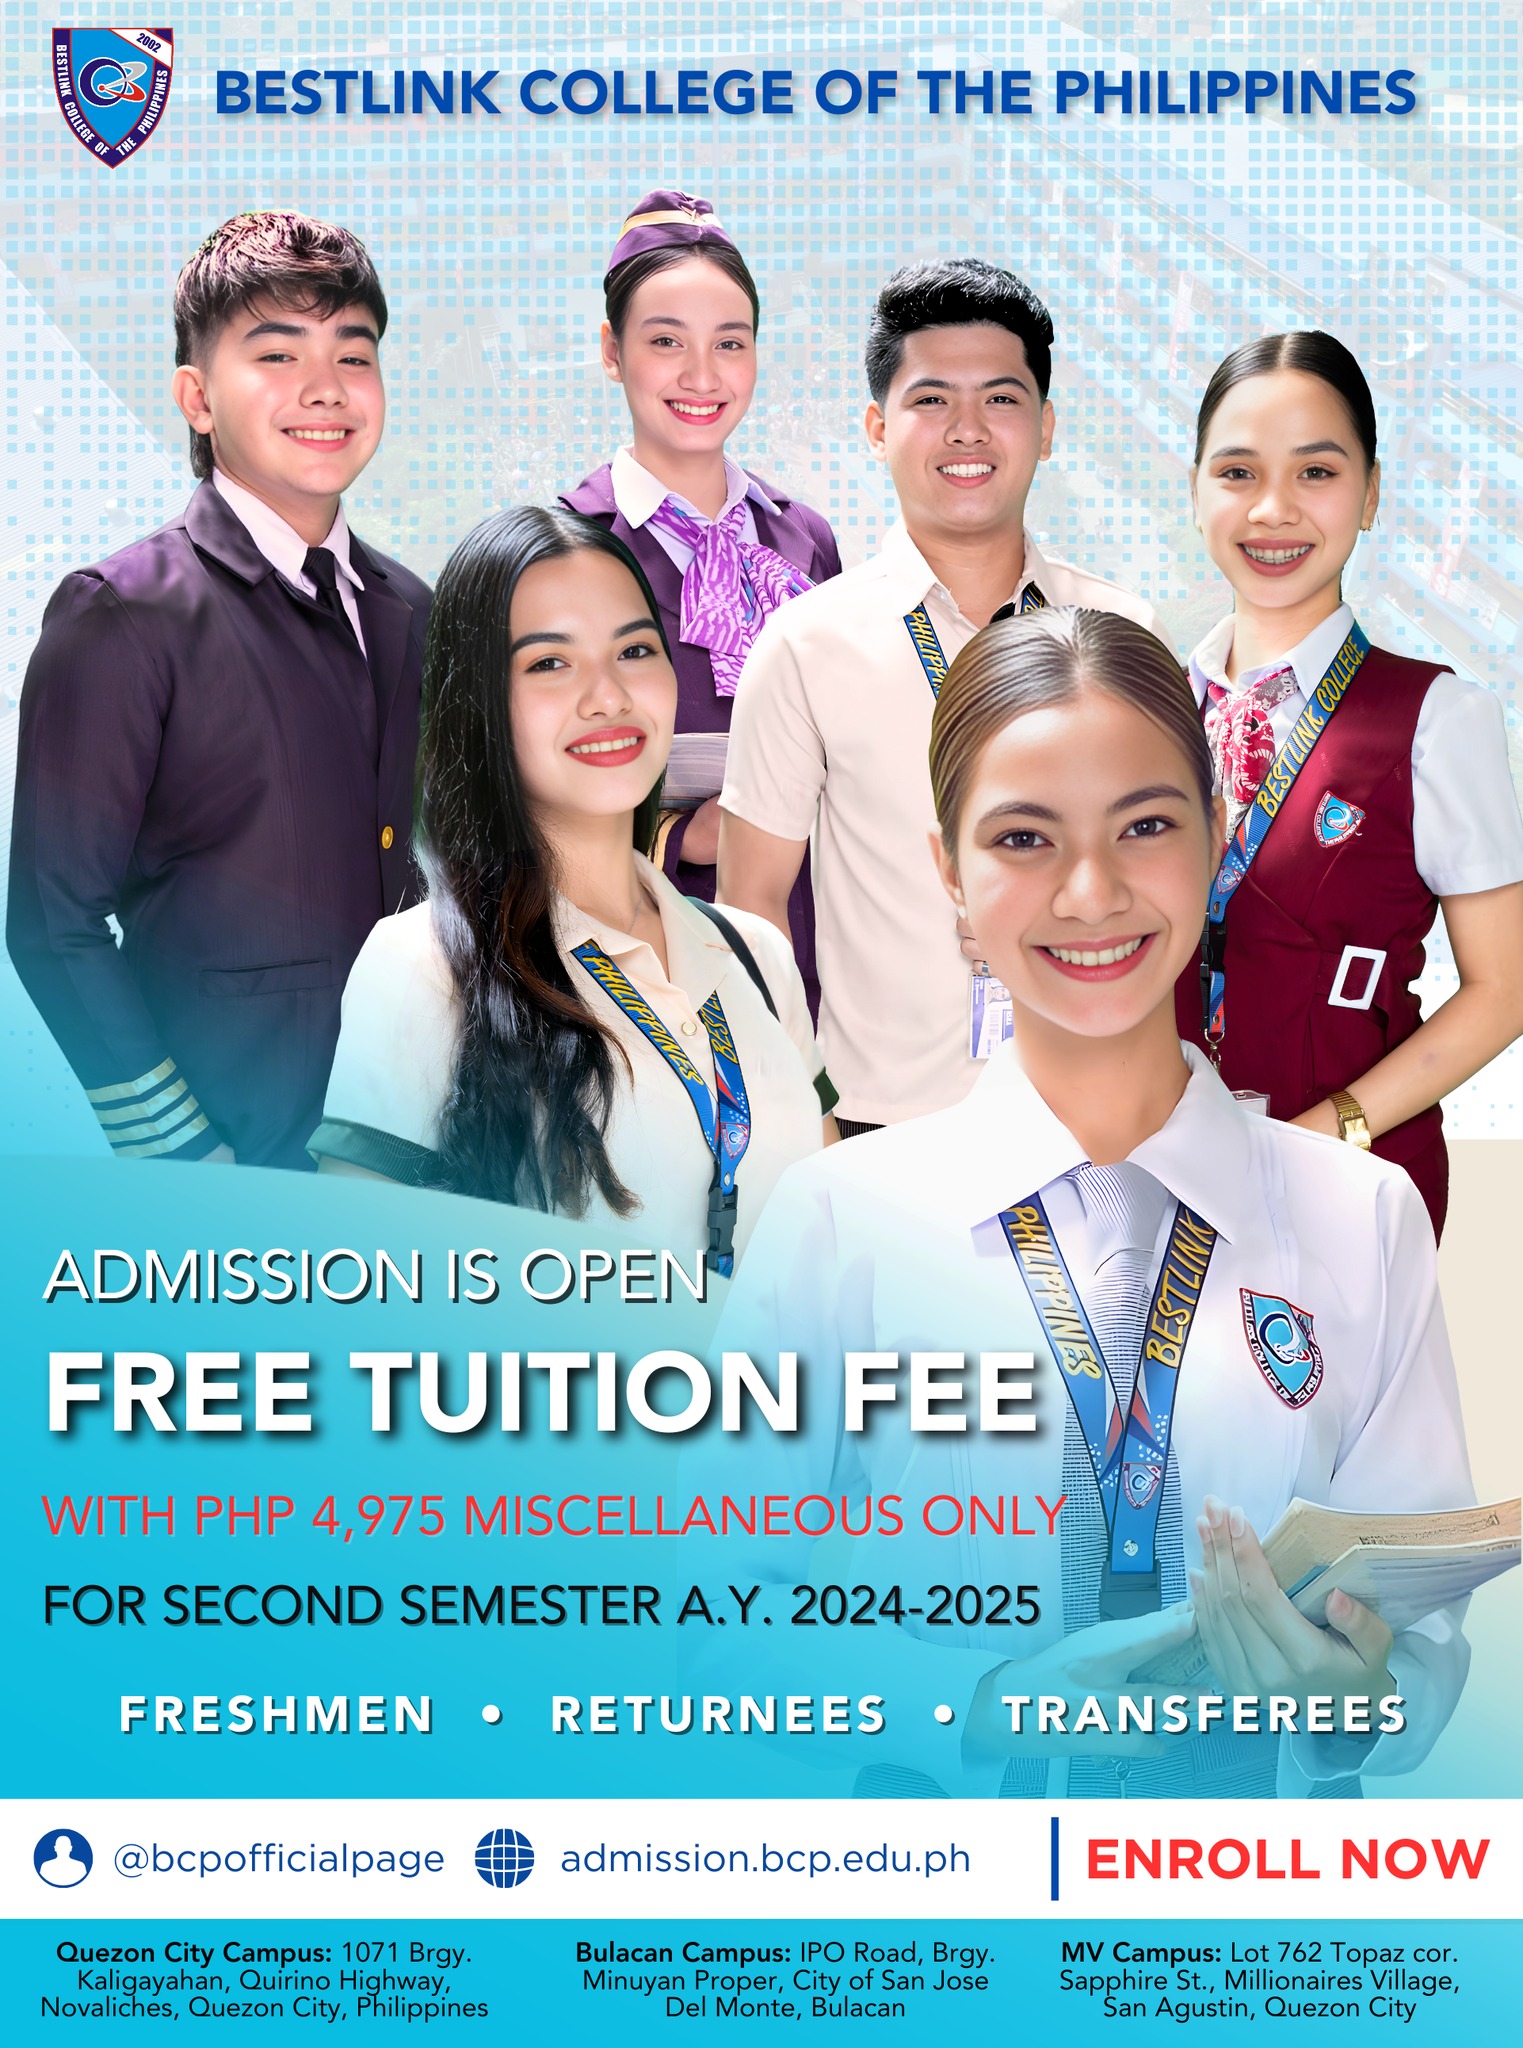 2002
BESTLINK COLLEGE OF THE PHILIPPINES
BESTLINK COLLEGE OF THE PHILIPPINES
PHILIPPINES
BESTLINK COLLEGE
PHILIPPINES
BESTLINK
ADMISSION IS OPEN
FREE TUITION FEE
WITH PHP 4,975 MISCELLANEOUS ONLY
FOR SECOND SEMESTER A.Y. 2024-2025
FRESHMEN • RETURNEES • TRANSFEREES
@bcpofficialpage
admission.bcp.edu.ph
ENROLL NOW
Quezon City Campus: 1071 Brgy.
Kaligayahan, Quirino Highway,
Novaliches, Quezon City, Philippines
Bulacan Campus: IPO Road, Brgy.
Minuyan Proper, City of San Jose
Del Monte, Bulacan
MV Campus: Lot 762 Topaz cor.
Sapphire St., Millionaires Village,
San Agustin, Quezon City